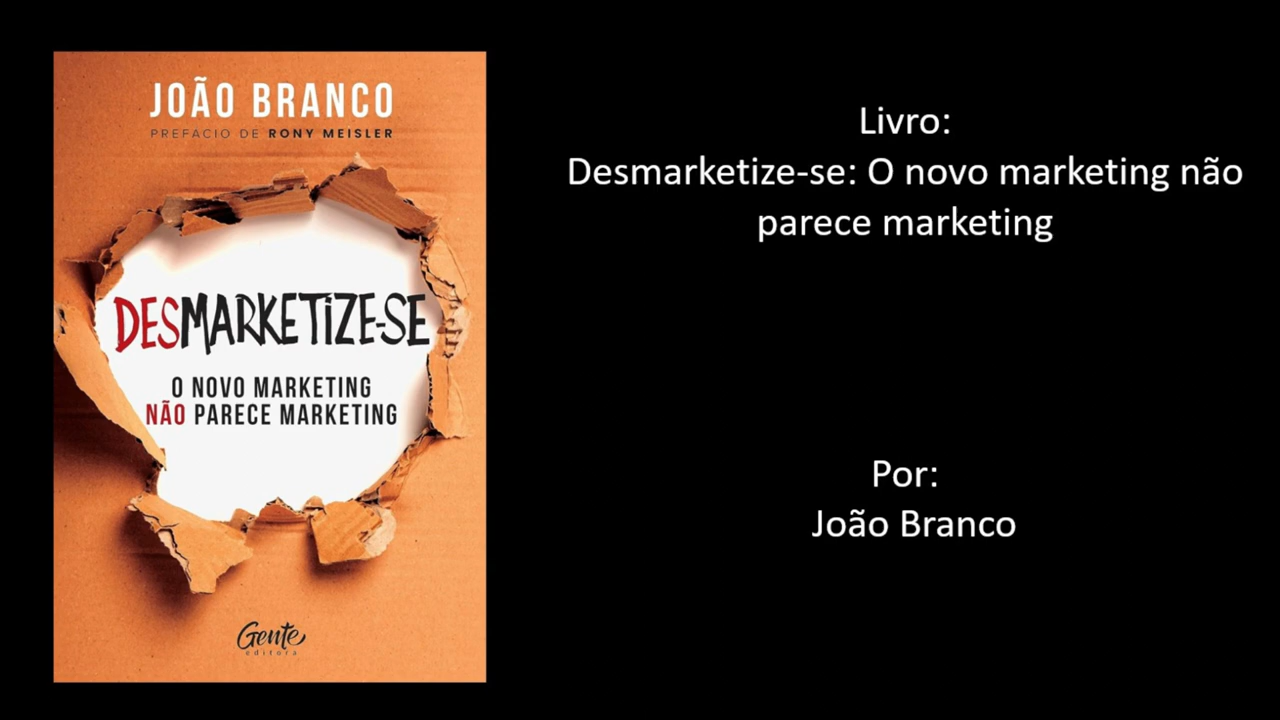 JOÃO BRANCO
PREFACIO DE RONY MEISLER
DESMARKETIZE-SE
O NOVO MARKETING
NÃO PARECE MARKETING
Gente
editora
Livro:
Desmarketize-se: O novo marketing não
parece marketing
Por:
João Branco